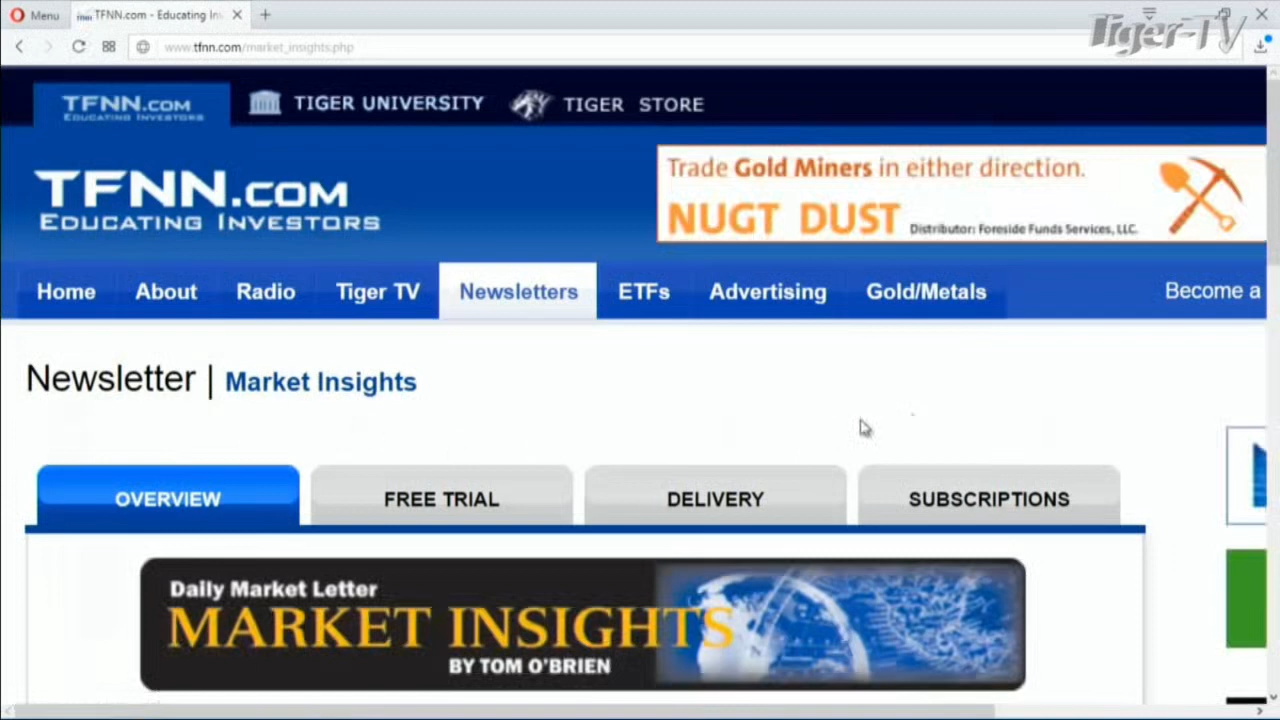 Menu
TFNN.com - Educating In
Tiger-TV
www.tfnn.com/market_insights.php
TFNN.COM
EDUCATING INVESTORS
TIGER UNIVERSITY
TIGER STORE
TFNN.COM
EDUCATING INVESTORS
Trade Gold Miners in either direction.
NUGT DUST Distributor: Foreside Funds Services, LLC.
Home About Radio Tiger TV Newsletters ETFs Advertising Gold/Metals Become a
Newsletter | Market Insights
OVERVIEW FREE TRIAL DELIVERY SUBSCRIPTIONS
Daily Market Letter
MARKET INSIGHTS
BY TOM O'BRIEN